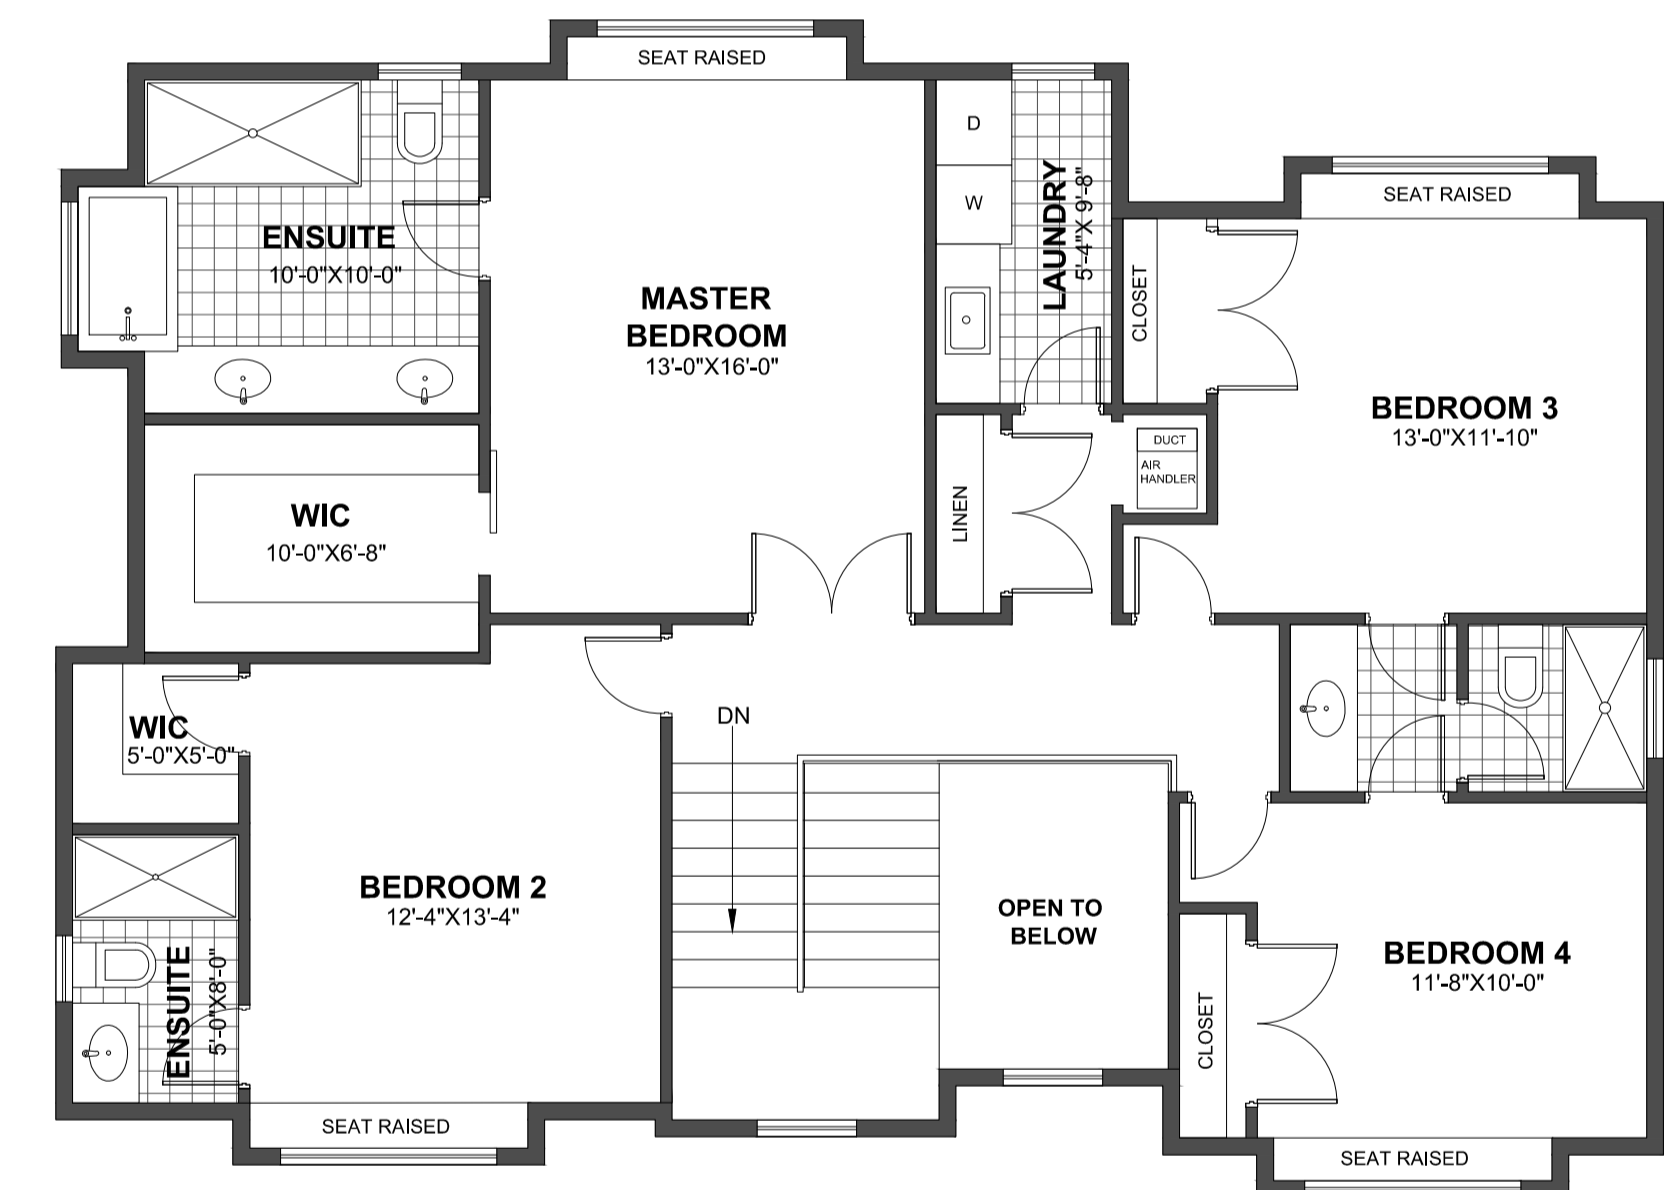 SEAT RAISED
D
W
LAUNDRY
5'-4"X 9'-8"
SEAT RAISED
ENSUITE
10'-0"X10'-0"
MASTER
BEDROOM
13'-0"X16'-0"
CLOSET
BEDROOM 3
13'-0"X11'-10"
DUCT
AIR
HANDLER
LINEN
WIC
10'-0"X6'-8"
WIC
5'-0"X5'-0"
DN
BEDROOM 2
12'-4"X13'-4"
OPEN TO
BELOW
ENSUITE
5'-0"X8'-0"
BEDROOM 4
11'-8"X10'-0"
CLOSET
SEAT RAISED
SEAT RAISED